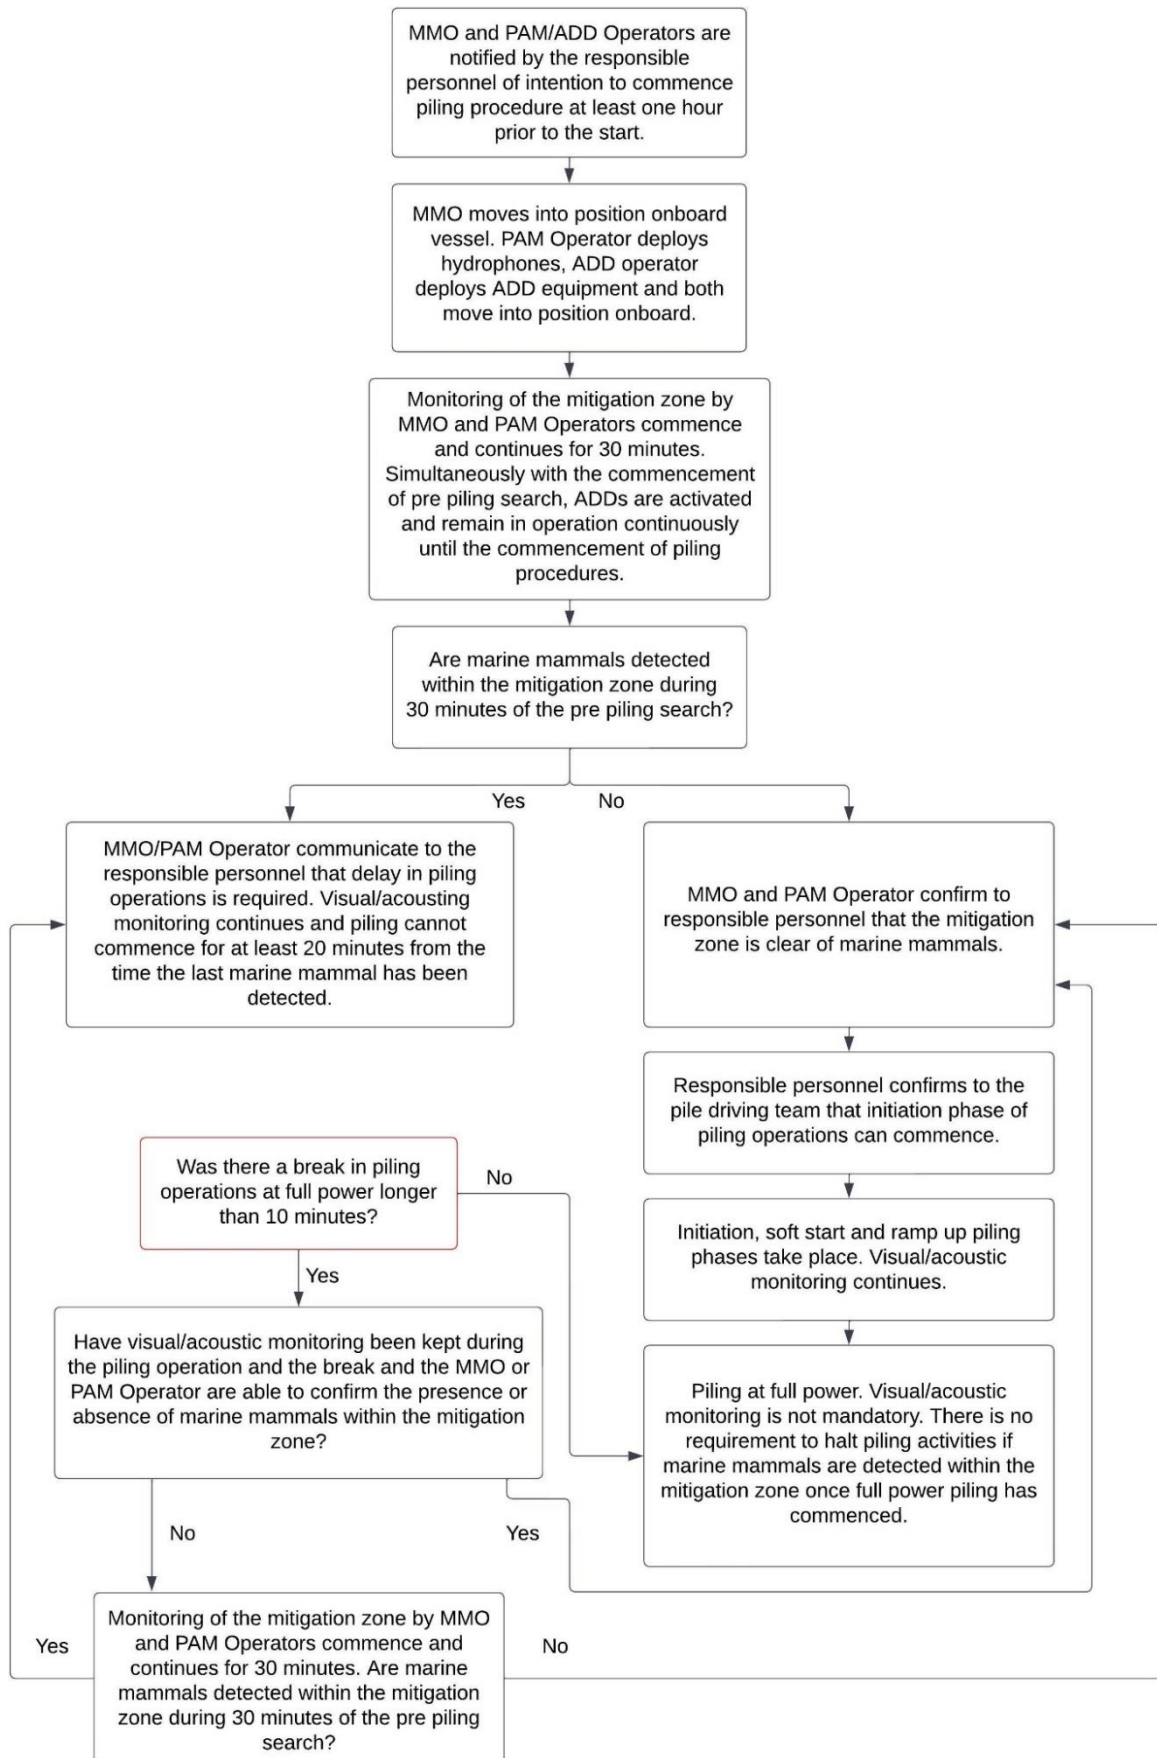 MMO and PAM/ADD Operators are
notified by the responsible
personnel of intention to commence
piling procedure at least one hour
prior to the start.
MMO moves into position onboard
vessel. PAM Operator deploys
hydrophones, ADD operator
deploys ADD equipment and both
move into position onboard.
Monitoring of the mitigation zone by
MMO and PAM Operators commence
and continues for 30 minutes.
Simultaneously with the commencement
of pre piling search, ADDs are activated
and remain in operation continuously
until the commencement of piling
procedures.
Are marine mammals detected
within the mitigation zone during
30 minutes of the pre piling search?
Yes
No
MMO/PAM Operator communicate to the
responsible personnel that delay in piling
operations is required. Visual/acousting
monitoring continues and piling cannot
commence for at least 20 minutes from the
time the last marine mammal has been
detected.
MMO and PAM Operator confirm to
responsible personnel that the mitigation
zone is clear of marine mammals.
Responsible personnel confirms to the
pile driving team that initiation phase of
piling operations can commence.
Initiation, soft start and ramp up piling
phases take place. Visual/acoustic
monitoring continues.
Piling at full power. Visual/acoustic
monitoring is not mandatory. There is no
requirement to halt piling activities if
marine mammals are detected within the
mitigation zone once full power piling has
commenced.
Was there a break in piling
operations at full power longer
than 10 minutes?
No
Yes
Have visual/acoustic monitoring been kept during
the piling operation and the break and the MMO or
PAM Operator are able to confirm the presence or
absence of marine mammals within the mitigation
zone?
No
Yes
Monitoring of the mitigation zone by MMO
and PAM Operators commence and
continues for 30 minutes. Are marine
mammals detected within the mitigation
zone during 30 minutes of the pre piling
search?
Yes
No